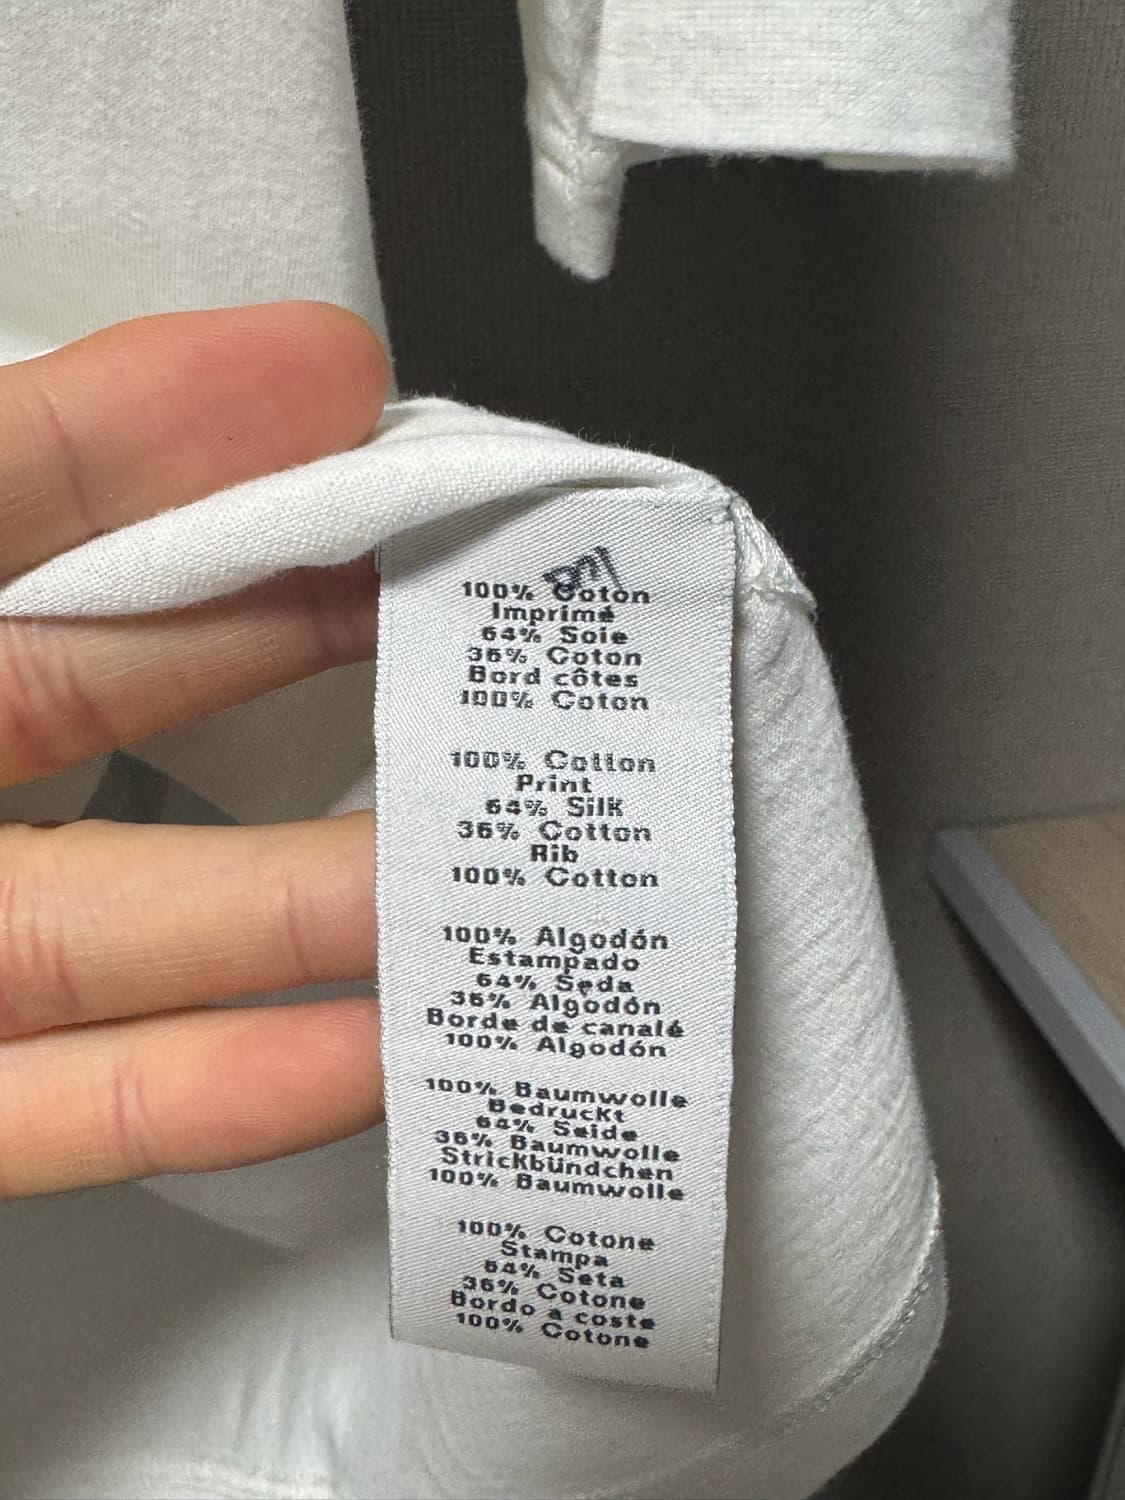 100% Coton
Imprimé
64% Soie
36% Coton
Bord côtes
100% Coton
100% Cotton
Print
64% Silk
36% Cotton
Rib
100% Cotton
100% Algodón
Estampado
64% Seda
36% Algodón
Borde de canalé
100% Algodón
100% Baumwolle
Bedruckt
64% Seide
36% Baumwolle
Strickbündchen
100% Baumwolle
100% Cotone
Stampa
64% Seta
36% Cotone
Bordo a coste
100% Cotone